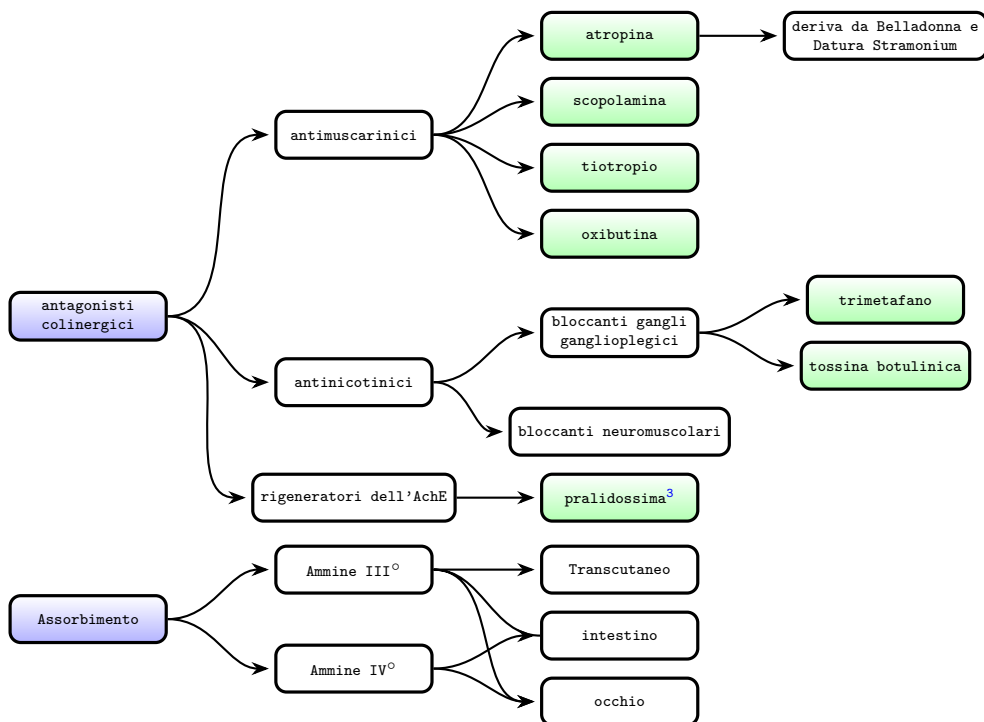 atropina
deriva da Belladonna e
Datura Stramonium
scopolamina
antimuscarinici
tiotropio
oxibutina
antagonisti
colinergici
trimetafano
bloccanti gangli
ganglioplegici
tossina botulinica
antinicotinici
bloccanti neuromuscolari
rigeneratori dell'AchE
pralidossima³
Ammine III°
Transcutaneo
Assorbimento
intestino
Ammine IV°
occhio